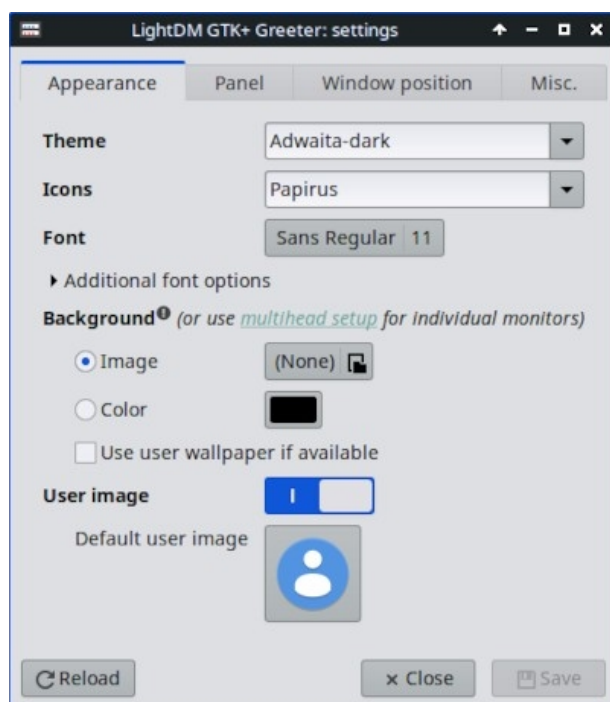 LightDM GTK+ Greeter: settings
Appearance Panel Window position Misc.
Theme Adwaita-dark
Icons Papirus
Font Sans Regular 11
Additional font options
Background (or use multihead setup for individual monitors)
Image (None)
Color
Use user wallpaper if available
User image
Default user image
Reload Close Save